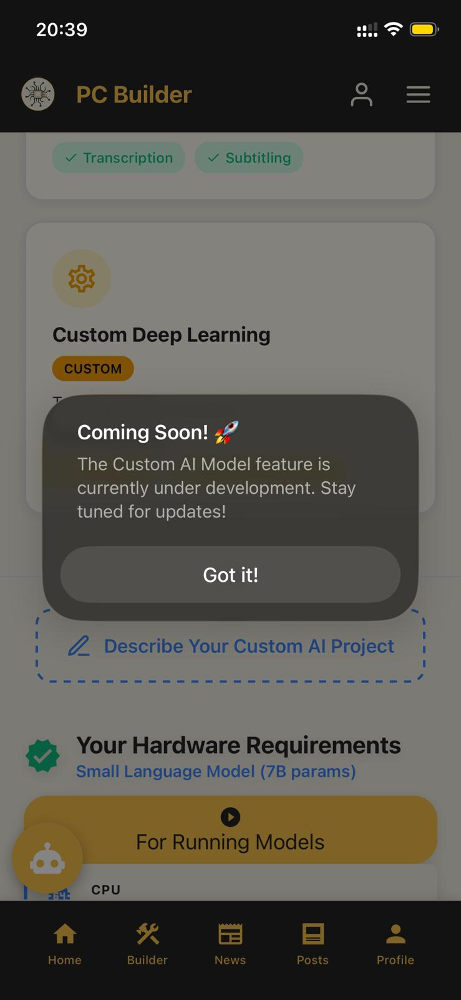 20:39
PC Builder
Transcription
Subtitling
Custom Deep Learning
CUSTOM
Coming Soon! 🚀
The Custom AI Model feature is
currently under development. Stay
tuned for updates!
Got it!
Describe Your Custom AI Project
Your Hardware Requirements
Small Language Model (7B params)
For Running Models
CPU
Home
Builder
News
Posts
Profile